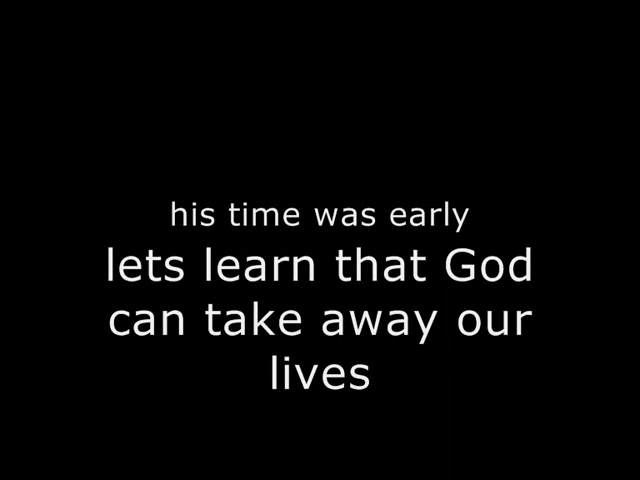 his time was early
lets learn that God
can take away our
lives